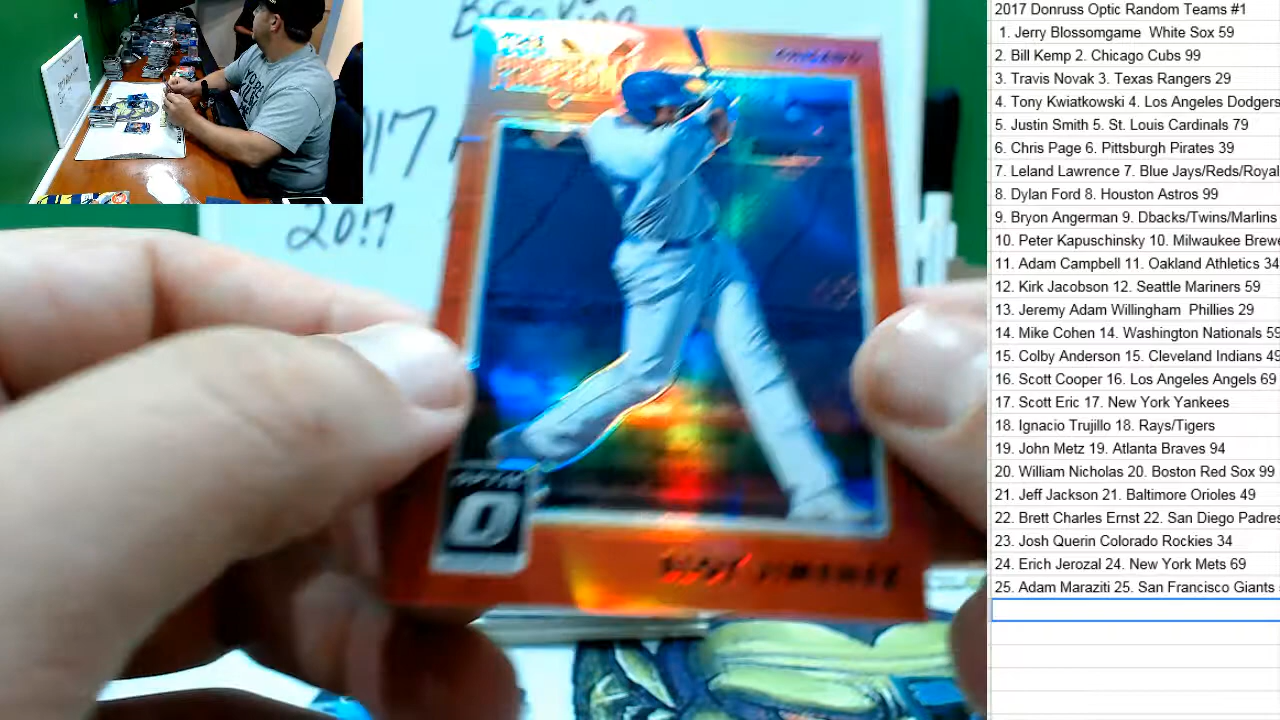 Breaking
2017
CHICAGO
OPTIC
ELOY JIMENEZ
2017 Donruss Optic Random Teams #1
1. Jerry Blossomgame White Sox 59
2. Bill Kemp 2. Chicago Cubs 99
3. Travis Novak 3. Texas Rangers 29
4. Tony Kwiatkowski 4. Los Angeles Dodgers
5. Justin Smith 5. St. Louis Cardinals 79
6. Chris Page 6. Pittsburgh Pirates 39
7. Leland Lawrence 7. Blue Jays/Reds/Royal
8. Dylan Ford 8. Houston Astros 99
9. Bryon Angerman 9. Dbacks/Twins/Marlins
10. Peter Kapuschinsky 10. Milwaukee Brewe
11. Adam Campbell 11. Oakland Athletics 34
12. Kirk Jacobson 12. Seattle Mariners 59
13. Jeremy Adam Willingham Phillies 29
14. Mike Cohen 14. Washington Nationals 55
15. Colby Anderson 15. Cleveland Indians 49
16. Scott Cooper 16. Los Angeles Angels 69
17. Scott Eric 17. New York Yankees
18. Ignacio Trujillo 18. Rays/Tigers
19. John Metz 19. Atlanta Braves 94
20. William Nicholas 20. Boston Red Sox 99
21. Jeff Jackson 21. Baltimore Orioles 49
22. Brett Charles Ernst 22. San Diego Padres
23. Josh Querin Colorado Rockies 34
24. Erich Jerozal 24. New York Mets 69
25. Adam Maraziti 25. San Francisco Giants